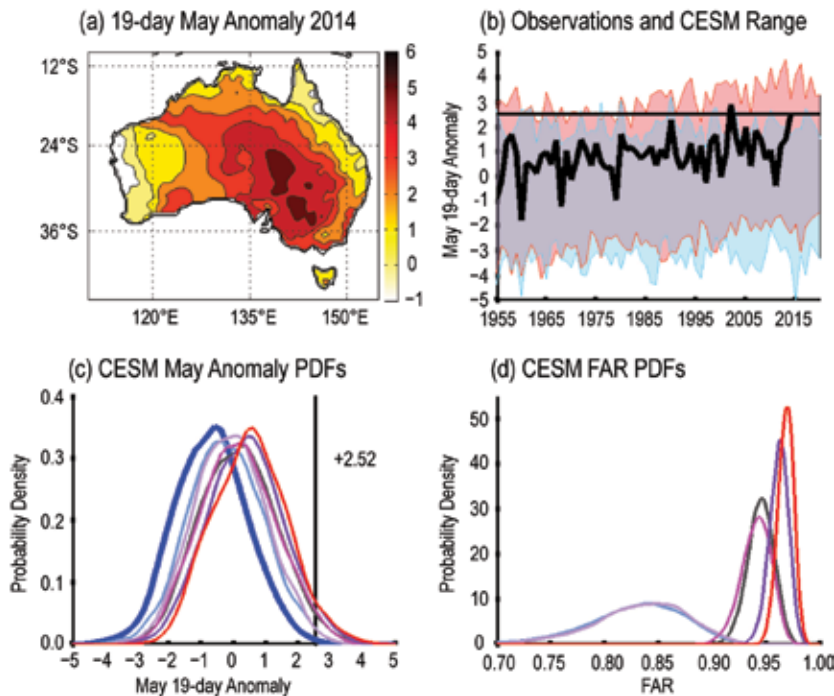 (a) 19-day May Anomaly 2014
12°S
24°S
36°S
120°E 135°E 150°E
6
5
4
3
2
1
0
−1
(b) Observations and CESM Range
May 19-day Anomaly
5
4
3
2
1
0
-1
-2
-3
-4
-5
1955 1965 1975 1985 1995 2005 2015
(c) CESM May Anomaly PDFs
Probability Density
0.4
0.3
0.2
0.1
0.0
+2.52
−5 −4 −3 −2 −1 0 1 2 3 4 5
May 19-day Anomaly
(d) CESM FAR PDFs
Probability Density
50
40
30
20
10
0
0.70 0.80 0.85 0.90 0.95 1.00
FAR